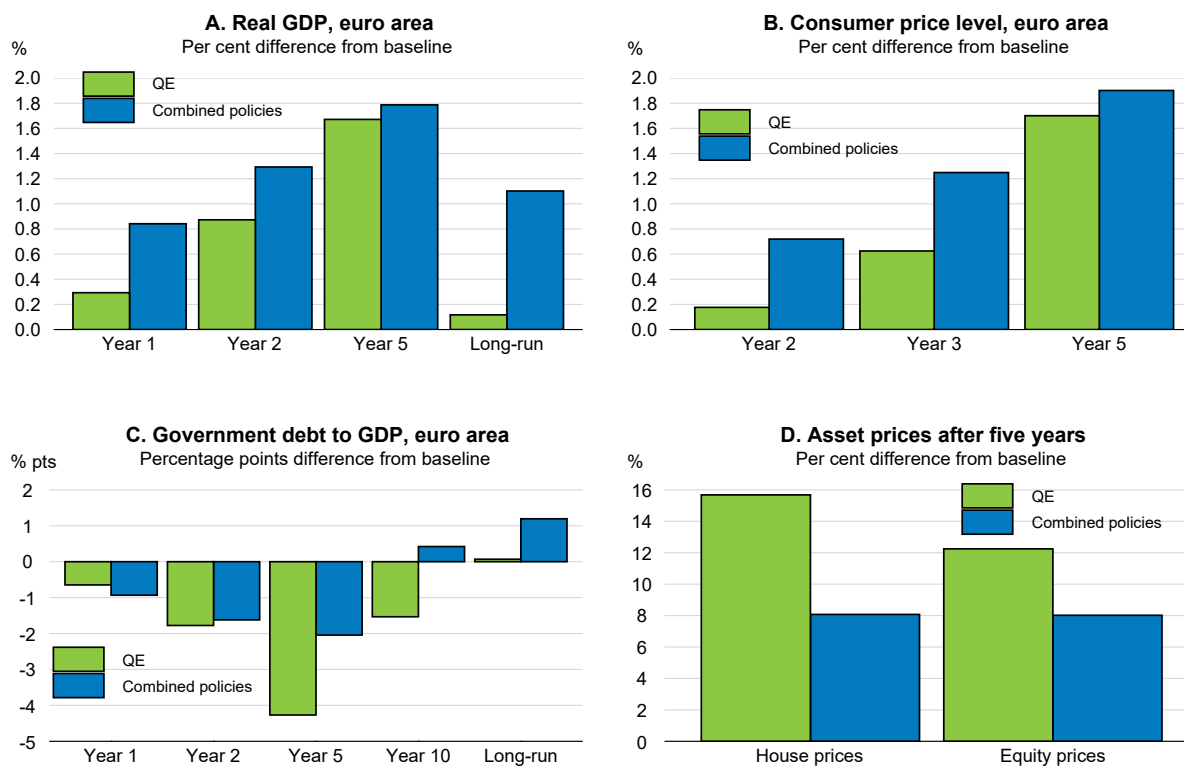 A. Real GDP, euro area
Per cent difference from baseline
%
2.0
1.8
1.6
1.4
1.2
1.0
0.8
0.6
0.4
0.2
0.0
QE
Combined policies
Year 1 Year 2 Year 5 Long-run
B. Consumer price level, euro area
Per cent difference from baseline
%
2.0
1.8
1.6
1.4
1.2
1.0
0.8
0.6
0.4
0.2
0.0
QE
Combined policies
Year 2 Year 3 Year 5
C. Government debt to GDP, euro area
Percentage points difference from baseline
% pts
2
1
0
-1
-2
-3
-4
-5
QE
Combined policies
Year 1 Year 2 Year 5 Year 10 Long-run
D. Asset prices after five years
Per cent difference from baseline
%
16
14
12
10
8
6
4
2
0
QE
Combined policies
House prices Equity prices